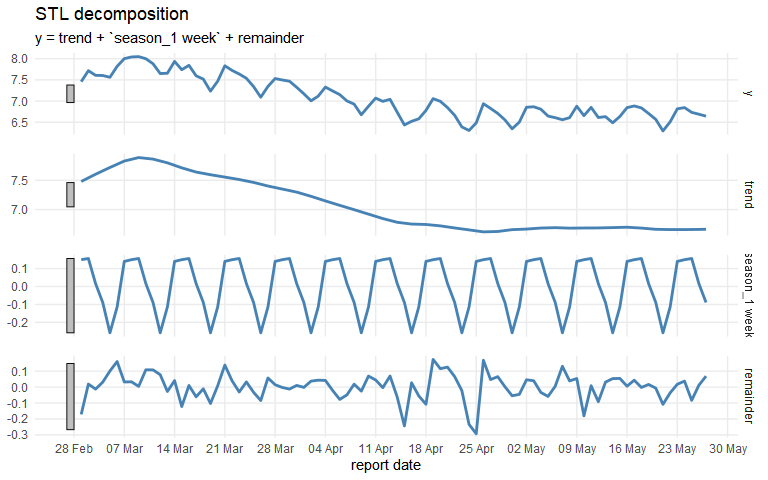 STL decomposition
y = trend + `season_1 week` + remainder
8.0
7.5
7.0
6.5
y
7.5
7.0
trend
0.1
0.0
-0.1
-0.2
season_1 week
0.1
0.0
-0.1
-0.2
-0.3
remainder
28 Feb 07 Mar 14 Mar 21 Mar 28 Mar 04 Apr 11 Apr 18 Apr 25 Apr 02 May 09 May 16 May 23 May 30 May
report date